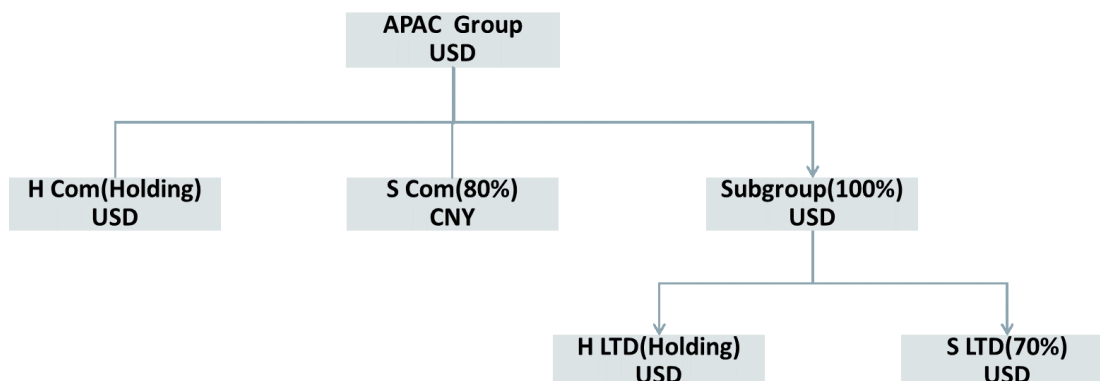 APAC Group
USD
H Com(Holding)
USD
S Com(80%)
CNY
Subgroup(100%)
USD
H LTD(Holding)
USD
S LTD(70%)
USD